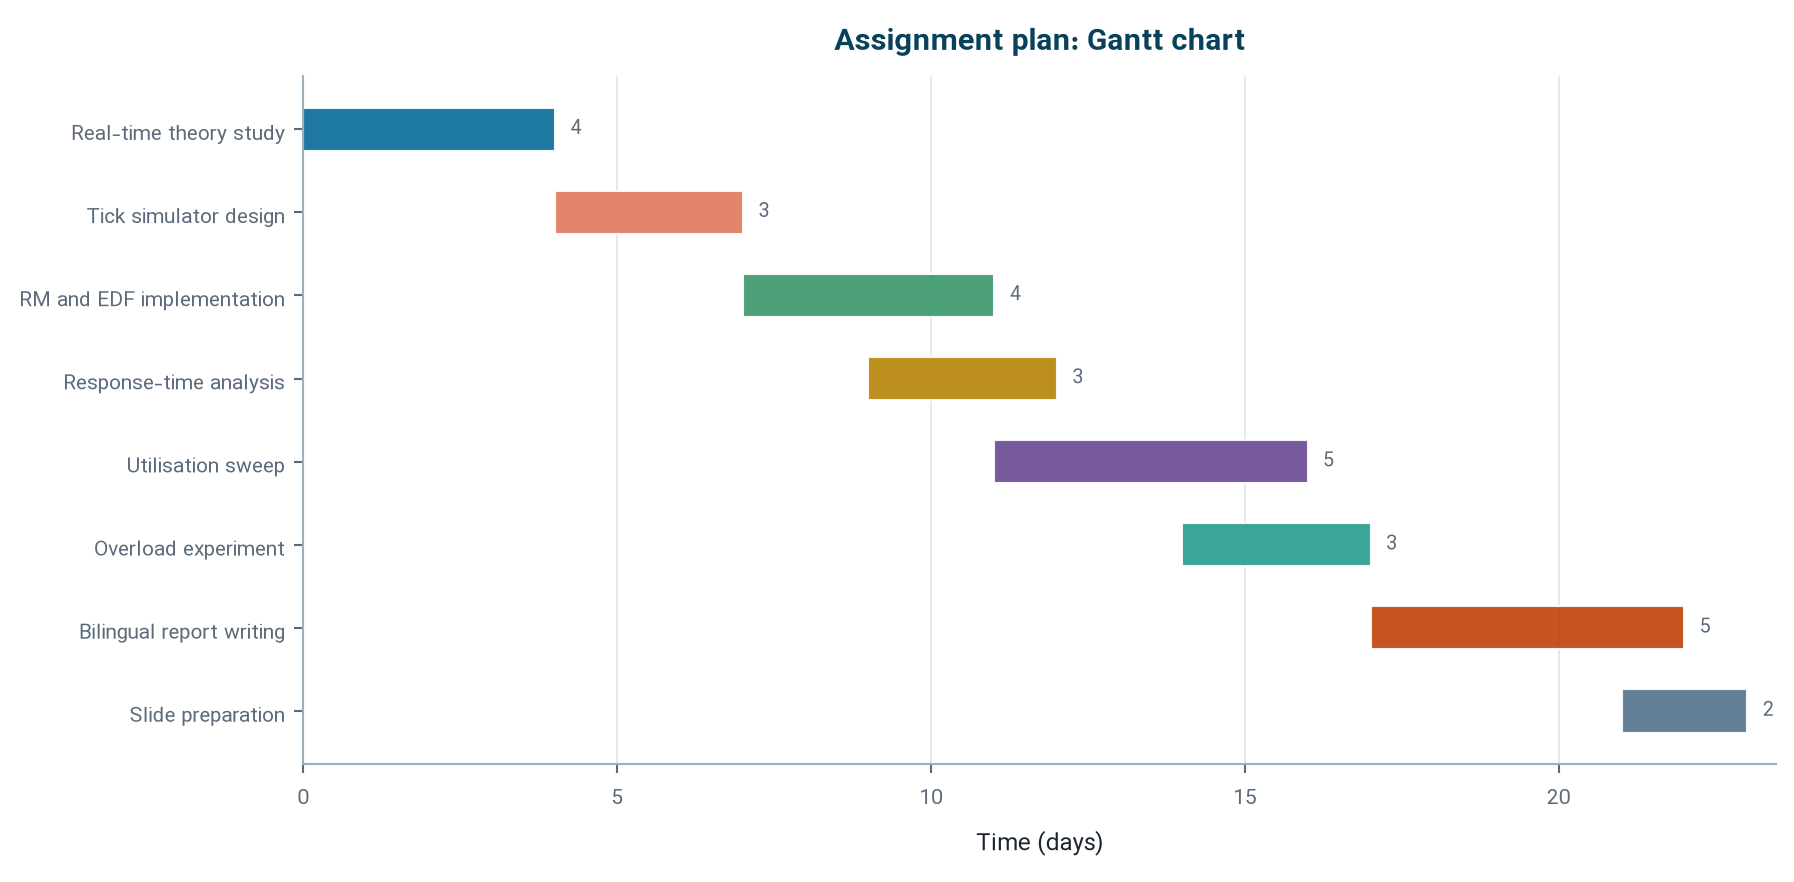 Assignment plan: Gantt chart
Real-time theory study 4
Tick simulator design 3
RM and EDF implementation 4
Response-time analysis 3
Utilisation sweep 5
Overload experiment 3
Bilingual report writing 5
Slide preparation 2
0 5 10 15 20
Time (days)